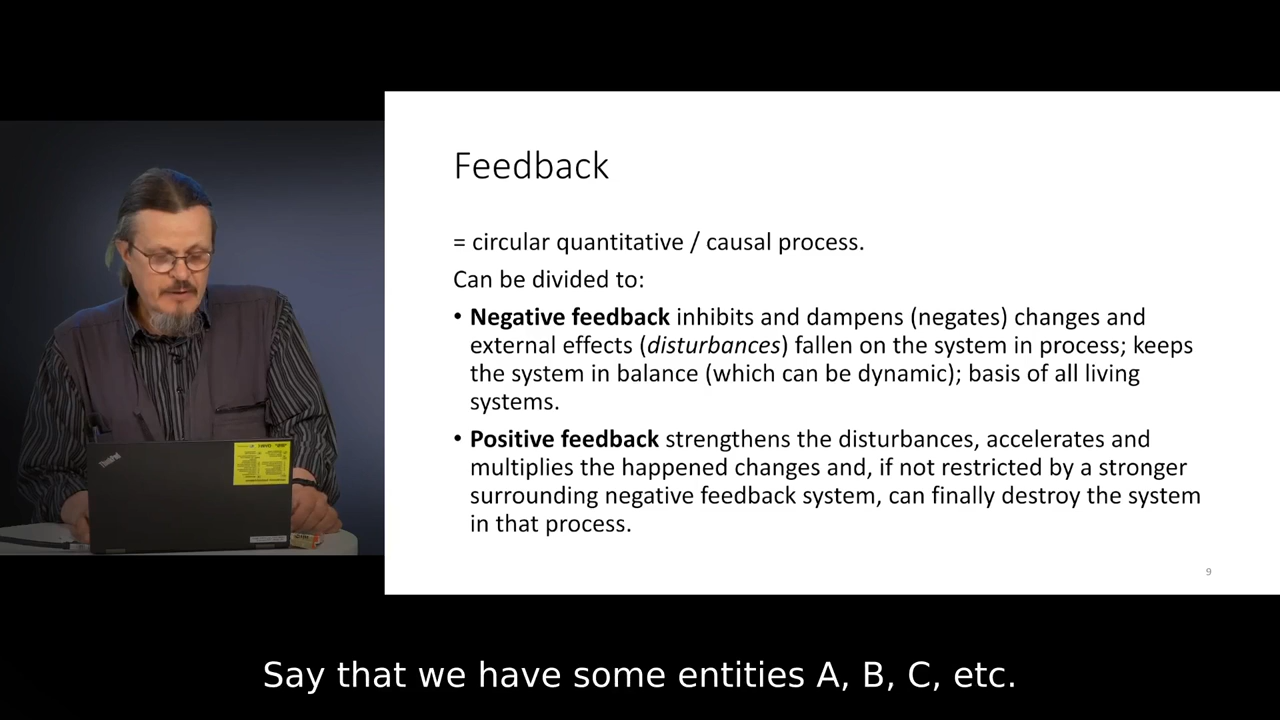 Feedback
= circular quantitative / causal process.
Can be divided to:
• Negative feedback inhibits and dampens (negates) changes and
external effects (disturbances) fallen on the system in process; keeps
the system in balance (which can be dynamic); basis of all living
systems.
• Positive feedback strengthens the disturbances, accelerates and
multiplies the happened changes and, if not restricted by a stronger
surrounding negative feedback system, can finally destroy the system
in that process.
9
ThinkPad
Say that we have some entities A, B, C, etc.